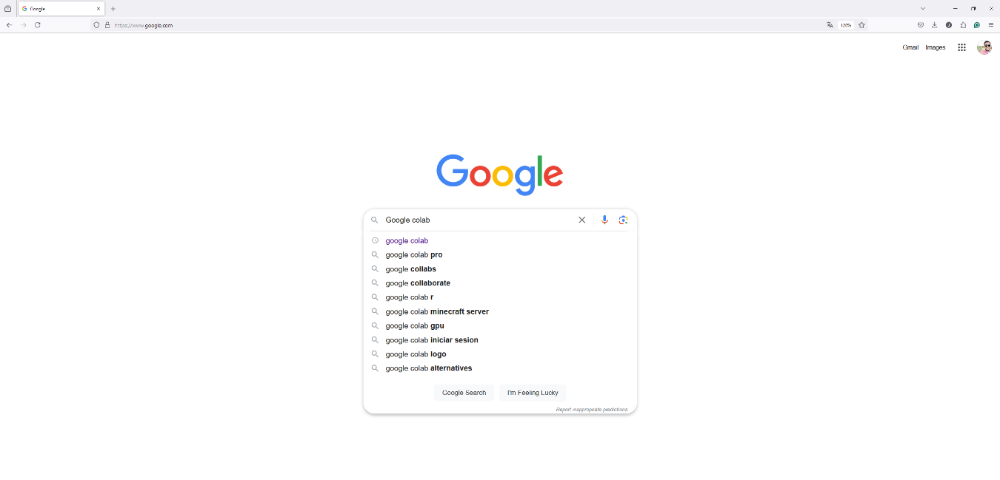 Google
https://www.google.com
120%
Gmail Images
Google
Google colab
google colab
google colab pro
google collabs
google collaborate
google colab r
google colab minecraft server
google colab gpu
google colab iniciar sesion
google colab logo
google colab alternatives
Google Search I'm Feeling Lucky
Report inappropriate predictions